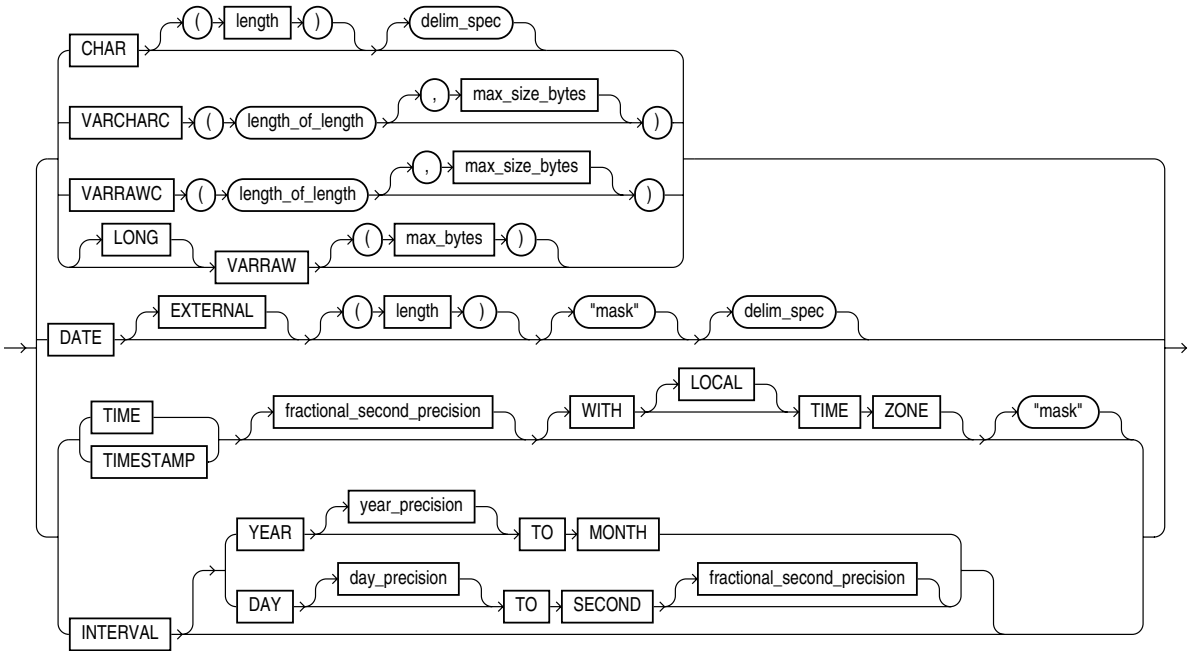 CHAR ( length ) delim_spec
VARCHARC ( length_of_length , max_size_bytes )
VARRAWC ( length_of_length , max_size_bytes )
LONG VARRAW ( max_bytes )
DATE EXTERNAL ( length ) "mask" delim_spec
TIME
TIMESTAMP
fractional_second_precision WITH LOCAL TIME ZONE "mask"
YEAR year_precision TO MONTH
DAY day_precision TO SECOND fractional_second_precision
INTERVAL